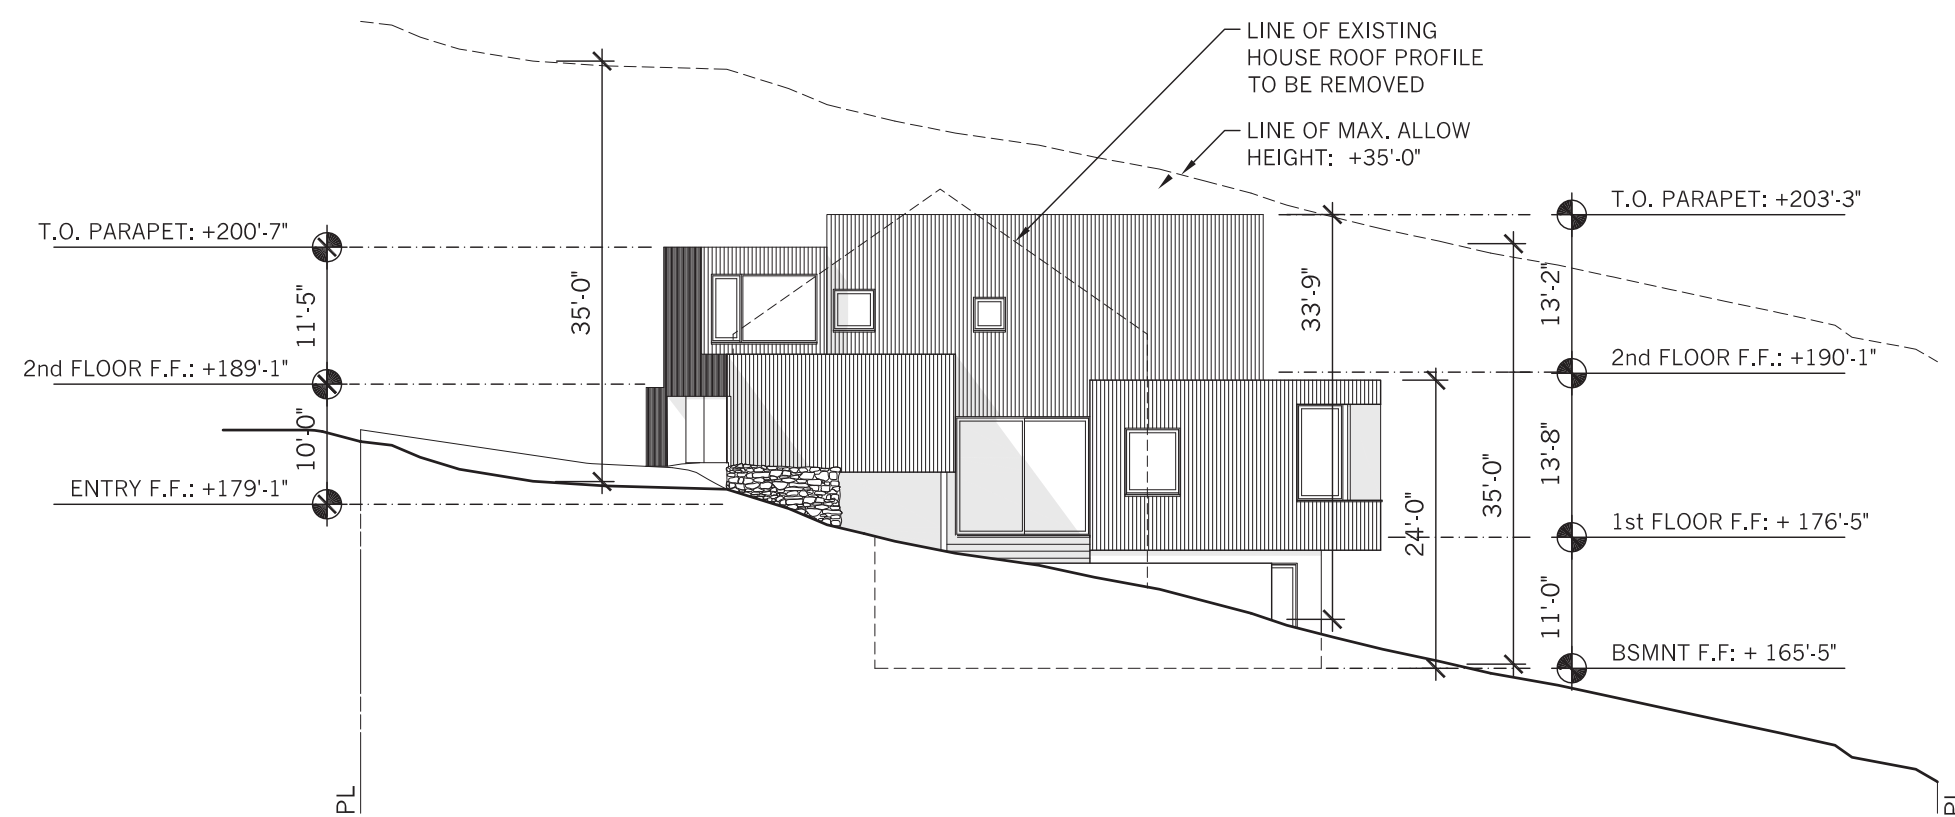 LINE OF EXISTING
HOUSE ROOF PROFILE
TO BE REMOVED
LINE OF MAX. ALLOW
HEIGHT: +35'-0"
T.O. PARAPET: +200'-7"
11'-5"
2nd FLOOR F.F.: +189'-1"
10'-0"
ENTRY F.F.: +179'-1"
35'-0"
33'-9"
24'-0"
35'-0"
T.O. PARAPET: +203'-3"
13'-2"
2nd FLOOR F.F.: +190'-1"
13'-8"
1st FLOOR F.F: + 176'-5"
11'-0"
BSMNT F.F: + 165'-5"
PL
PL